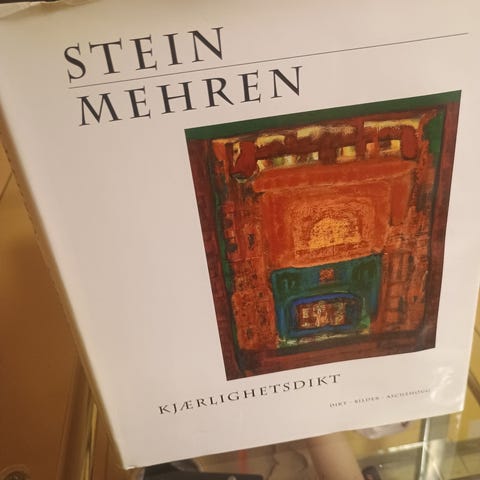 STEIN
MEHREN
KJÆRLIGHETSDIKT
DIKT · BILDER · ASCHEHOUG